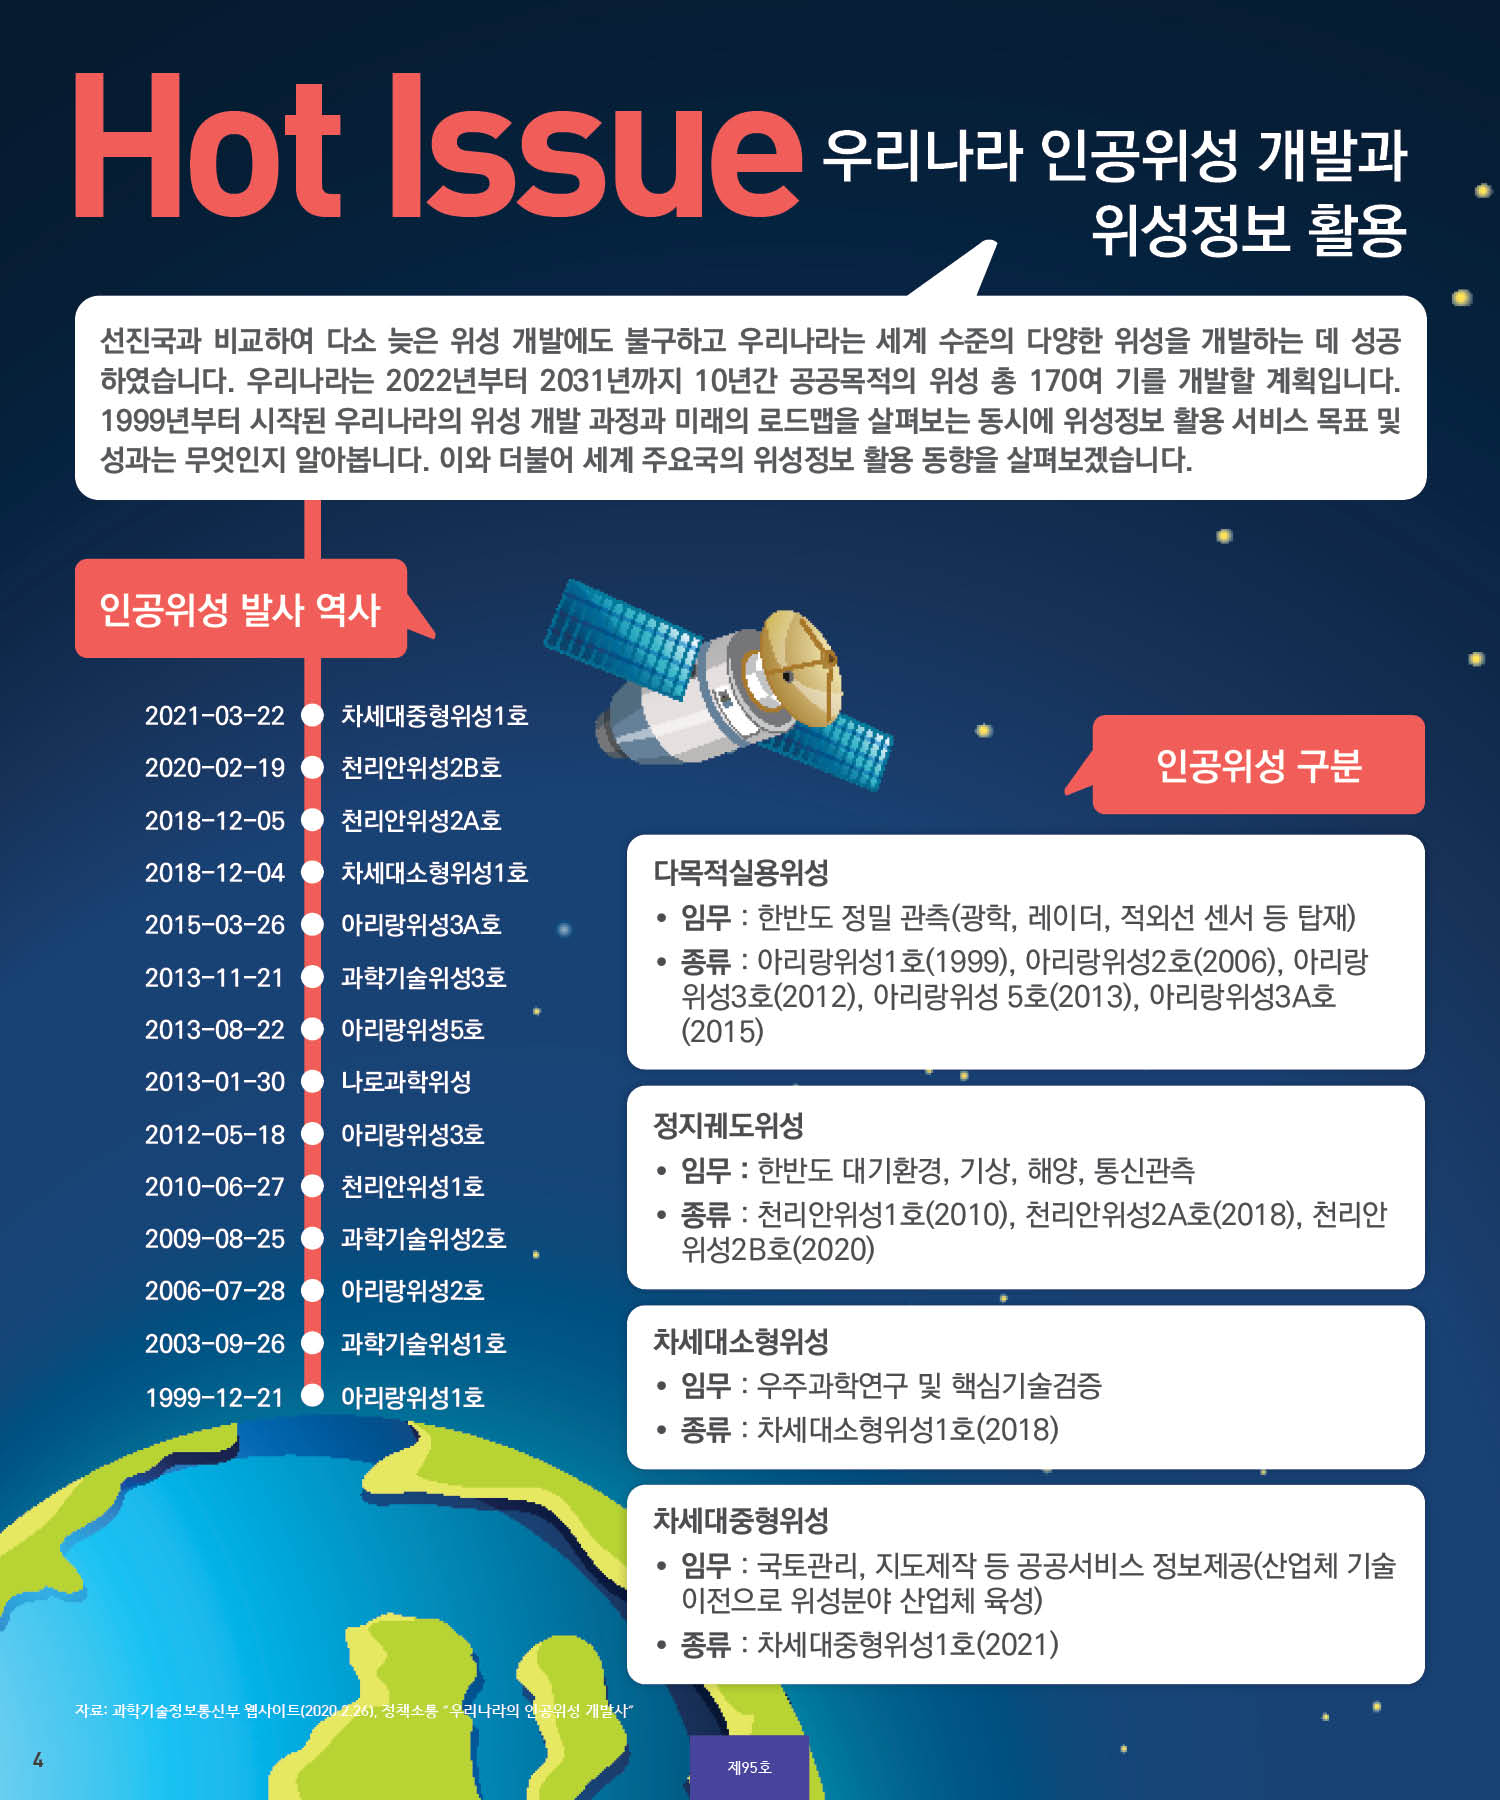 Hot Issue
우리나라 인공위성 개발과
위성정보 활용
선진국과 비교하여 다소 늦은 위성 개발에도 불구하고 우리나라는 세계 수준의 다양한 위성을 개발하는 데 성공
하였습니다. 우리나라는 2022년부터 2031년까지 10년간 공공목적의 위성 총 170여 기를 개발할 계획입니다.
1999년부터 시작된 우리나라의 위성 개발 과정과 미래의 로드맵을 살펴보는 동시에 위성정보 활용 서비스 목표 및
성과는 무엇인지 알아봅니다. 이와 더불어 세계 주요국의 위성정보 활용 동향을 살펴보겠습니다.
인공위성 발사 역사
2021-03-22 차세대중형위성1호
2020-02-19 천리안위성2B호
2018-12-05 천리안위성2A호
2018-12-04 차세대소형위성1호
2015-03-26 아리랑위성3A호
2013-11-21 과학기술위성3호
2013-08-22 아리랑위성5호
2013-01-30 나로과학위성
2012-05-18 아리랑위성3호
2010-06-27 천리안위성1호
2009-08-25 과학기술위성2호
2006-07-28 아리랑위성2호
2003-09-26 과학기술위성1호
1999-12-21 아리랑위성1호
인공위성 구분
다목적실용위성
• 임무 : 한반도 정밀 관측(광학, 레이더, 적외선 센서 등 탑재)
• 종류 : 아리랑위성1호(1999), 아리랑위성2호(2006), 아리랑
위성3호(2012), 아리랑위성 5호(2013), 아리랑위성3A호
(2015)
정지궤도위성
• 임무 : 한반도 대기환경, 기상, 해양, 통신관측
• 종류 : 천리안위성1호(2010), 천리안위성2A호(2018), 천리안
위성2B호(2020)
차세대소형위성
• 임무 : 우주과학연구 및 핵심기술검증
• 종류 : 차세대소형위성1호(2018)
차세대중형위성
• 임무 : 국토관리, 지도제작 등 공공서비스 정보제공(산업체 기술
이전으로 위성분야 산업체 육성)
• 종류 : 차세대중형위성1호(2021)
자료: 과학기술정보통신부 웹사이트(2020.2.26), 정책소통 “우리나라의 인공위성 개발사”
4
제95호